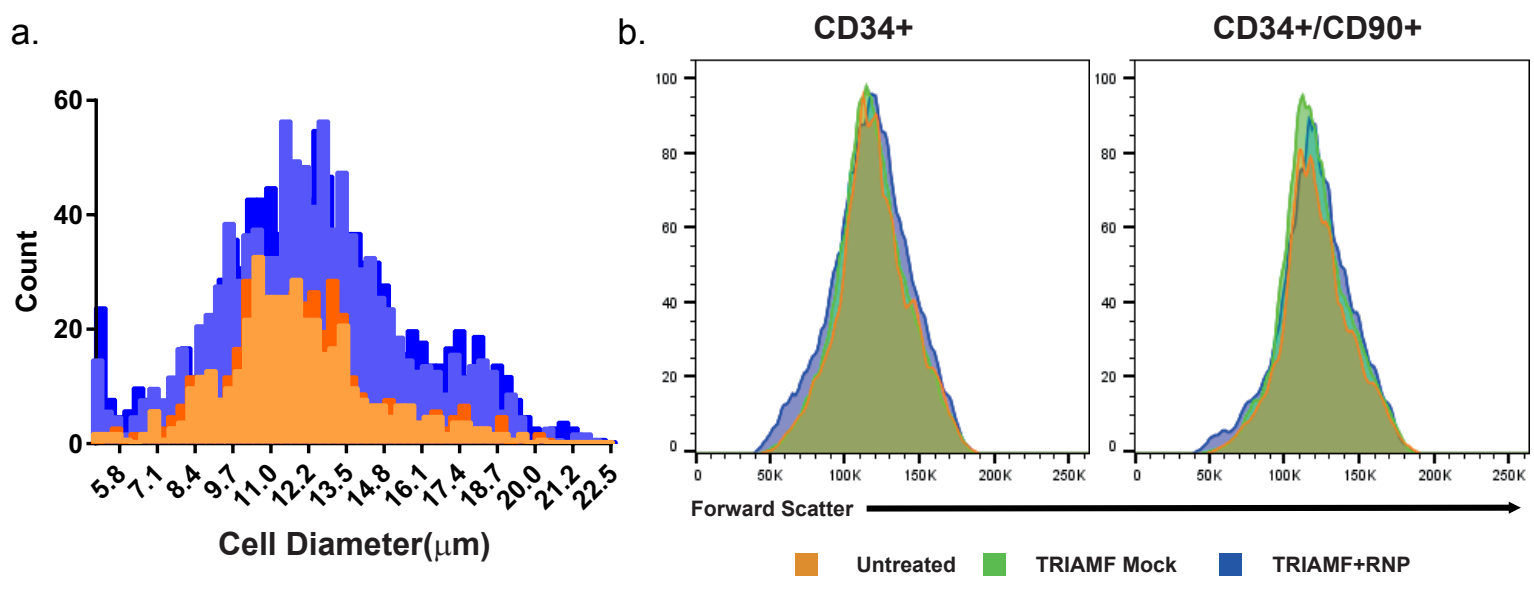 a.
60
40
20
0
Count
5.8 7.1 8.4 9.7 11.0 12.2 13.5 14.8 16.1 17.4 18.7 20.0 21.2 22.5
Cell Diameter(μm)
b.
CD34+
100
80
60
40
20
0
0 50K 100K 150K 200K 250K
CD34+/CD90+
100
80
60
40
20
0
0 50K 100K 150K 200K 250K
Forward Scatter
Untreated TRIAMF Mock TRIAMF+RNP